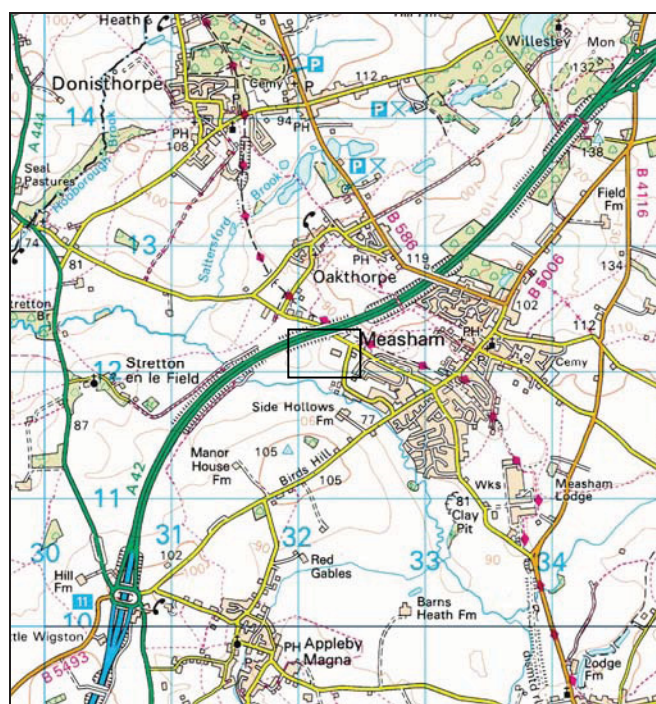 Heath
Willesley
Mon
132
Donisthorpe
Cemy
P
112
P
14
94
PH
PH
108
P
138
A 444
Hooborough Brook
Seal
Pastures
Saltersford
Brook
B 586
B 4116
Field
Fm
74
13
81
PH
119
Oakthorpe
B 5006
134
Stretton
Br
102
Measham
PH
P
112
110
12
Stretton
en le Field
Cemy
Side Hollows
Fm
77
87
Manor
House
Fm
105
Birds Hill
105
A 42
Wks
81
Clay
Pit
Measham
Lodge
11
30
31
32
33
34
102
90
90
Hill
Fm
Red
Gables
11
10
Barns
Heath Fm
Wigston
B 5493
PH
Appleby
Magna
Lodge
Fm